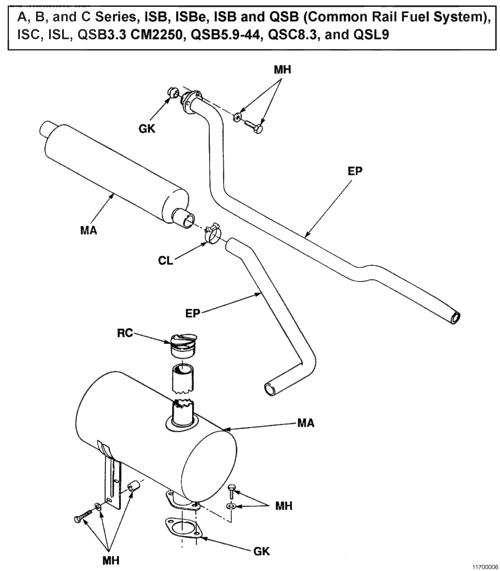 A, B, and C Series, ISB, ISBe, ISB and QSB (Common Rail Fuel System),
ISC, ISL, QSB3.3 CM2250, QSB5.9-44, QSC8.3, and QSL9
MH
GK
EP
MA
CL
EP
RC
MA
MH
MH
GK
11700006